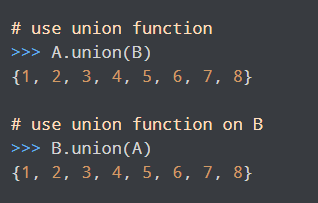 # use union function
>>> A.union(B)
{1, 2, 3, 4, 5, 6, 7, 8}
# use union function on B
>>> B.union(A)
{1, 2, 3, 4, 5, 6, 7, 8}